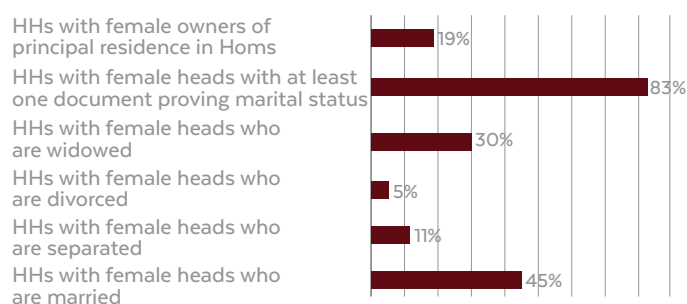 HHs with female owners of
principal residence in Homs
19%
HHs with female heads with at least
one document proving marital status
83%
HHs with female heads who
are widowed
30%
HHs with female heads who
are divorced
5%
HHs with female heads who
are separated
11%
HHs with female heads who
are married
45%